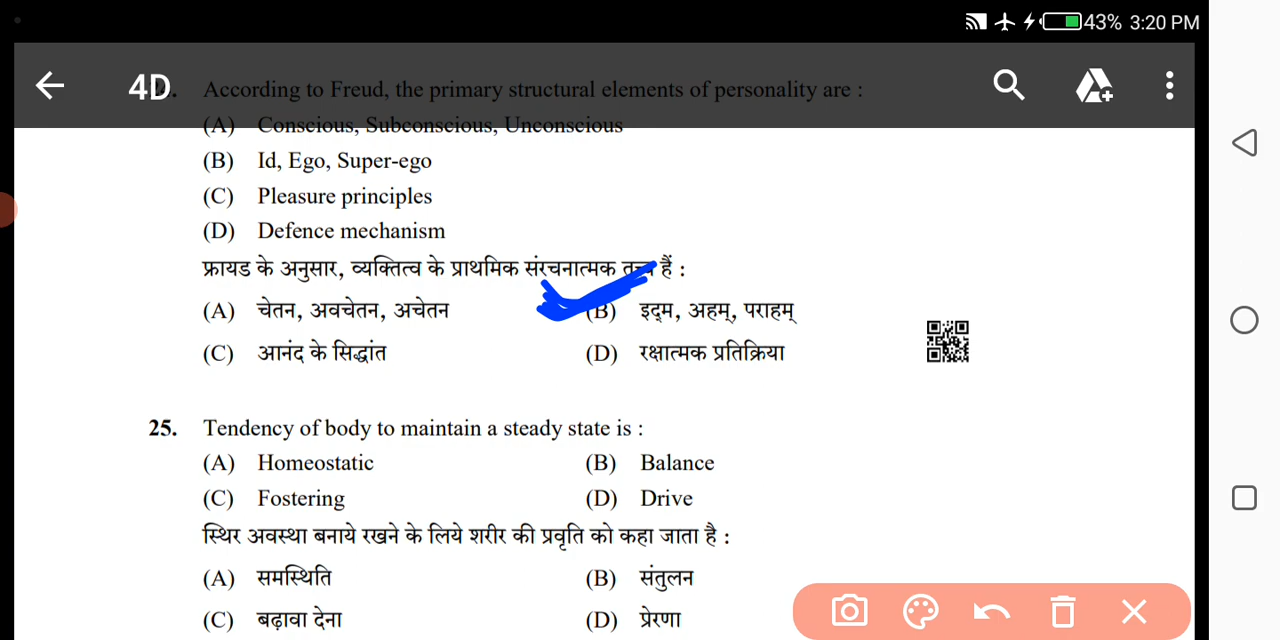 43% 3:20 PM
4D
According to Freud, the primary structural elements of personality are :
(A) Conscious, Subconscious, Unconscious
(B) Id, Ego, Super-ego
(C) Pleasure principles
(D) Defence mechanism
फ्रायड के अनुसार, व्यक्तित्व के प्राथमिक संरचनात्मक तत्त्व हैं :
(A) चेतन, अवचेतन, अचेतन (B) इद्म, अहम्, पराहम्
(C) आनंद के सिद्धांत (D) रक्षात्मक प्रतिक्रिया
25. Tendency of body to maintain a steady state is :
(A) Homeostatic (B) Balance
(C) Fostering (D) Drive
स्थिर अवस्था बनाये रखने के लिये शरीर की प्रवृति को कहा जाता है :
(A) समस्थिति (B) संतुलन
(C) बढ़ावा देना (D) प्रेरणा